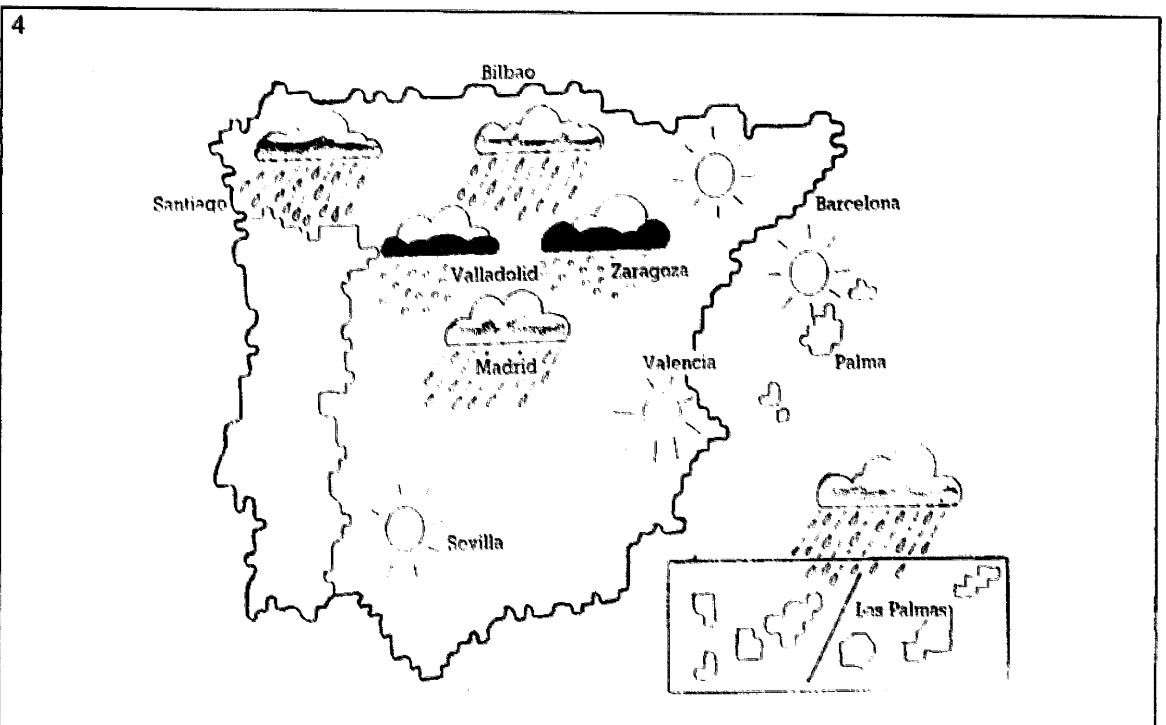 4
Bilbao
Santiago
Barcelona
Valladolid
Zaragoza
Madrid
Valencia
Palma
Sevilla
Las Palmas